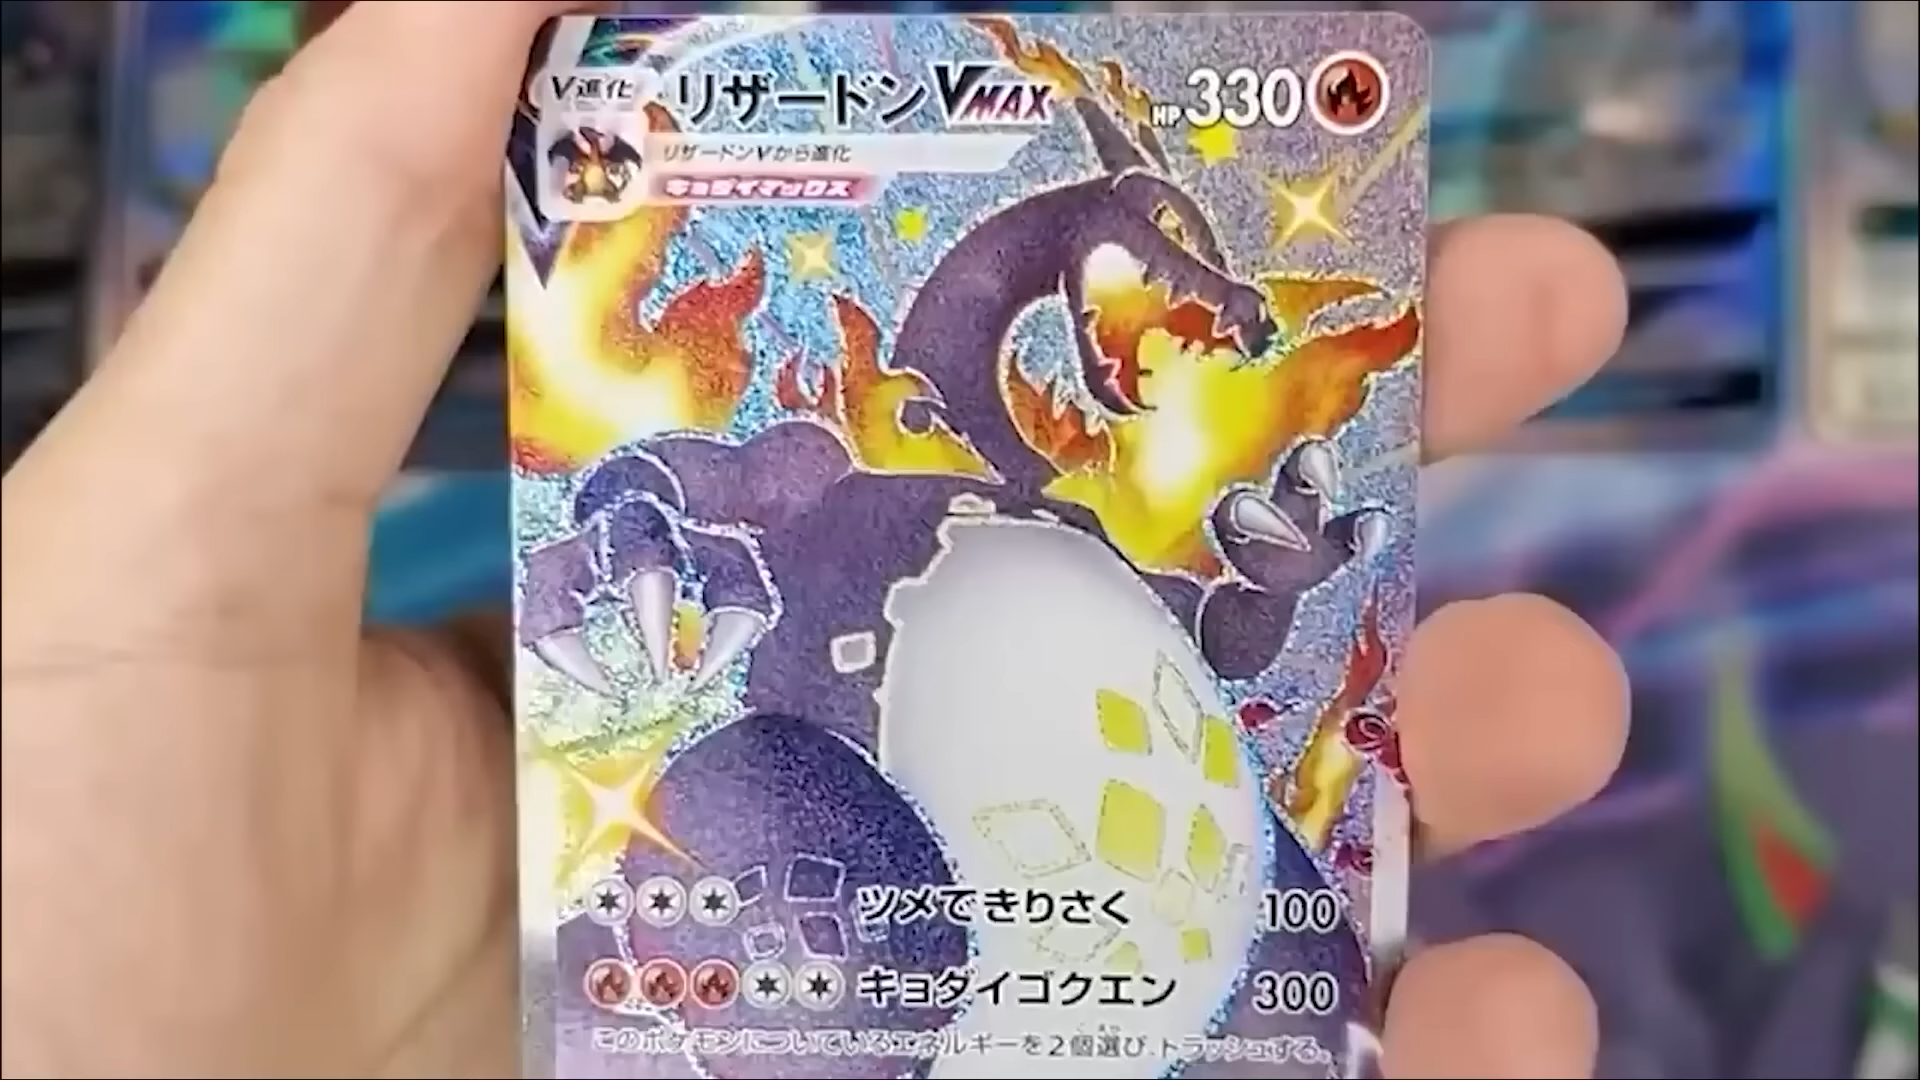 V進化 リザードンVMAX HP330
リザードンVから進化
キョダイマックス
ツメできりさく 100
キョダイゴクエン 300
このポケモンについているエネルギーを2個選び、トラッシュする。